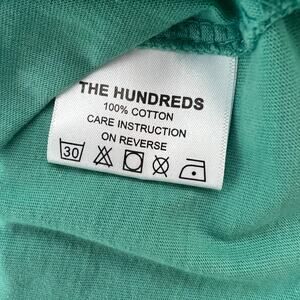 THE HUNDREDS
100% COTTON
CARE INSTRUCTION
ON REVERSE
30